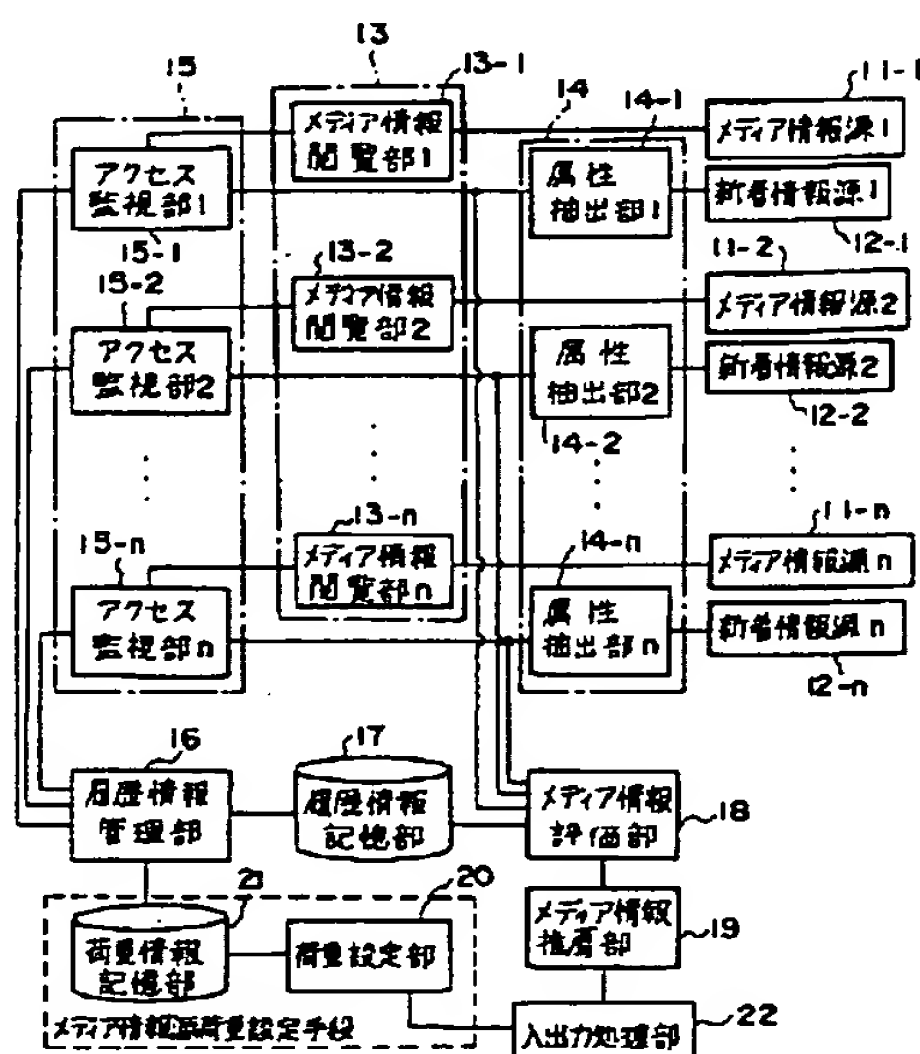 13
15
13-1
11-1
14
14-1
メディア情報
閲覧部1
メディア情報源1
アクセス
監視部1
属性
抽出部1
新着情報源1
15-1
12-1
13-2
11-2
15-2
メディア情報
閲覧部2
メディア情報源2
アクセス
監視部2
属性
抽出部2
新着情報源2
12-2
14-2
13-n
11-n
15-n
14-n
メディア情報
閲覧部n
メディア情報源n
アクセス
監視部n
属性
抽出部n
新着情報源n
12-n
16
17
履歴情報
管理部
履歴情報
記憶部
メディア情報
評価部
18
21
20
荷重情報
記憶部
荷重設定部
メディア情報
推薦部
19
メディア情報源荷重設定手段
入出力処理部
22